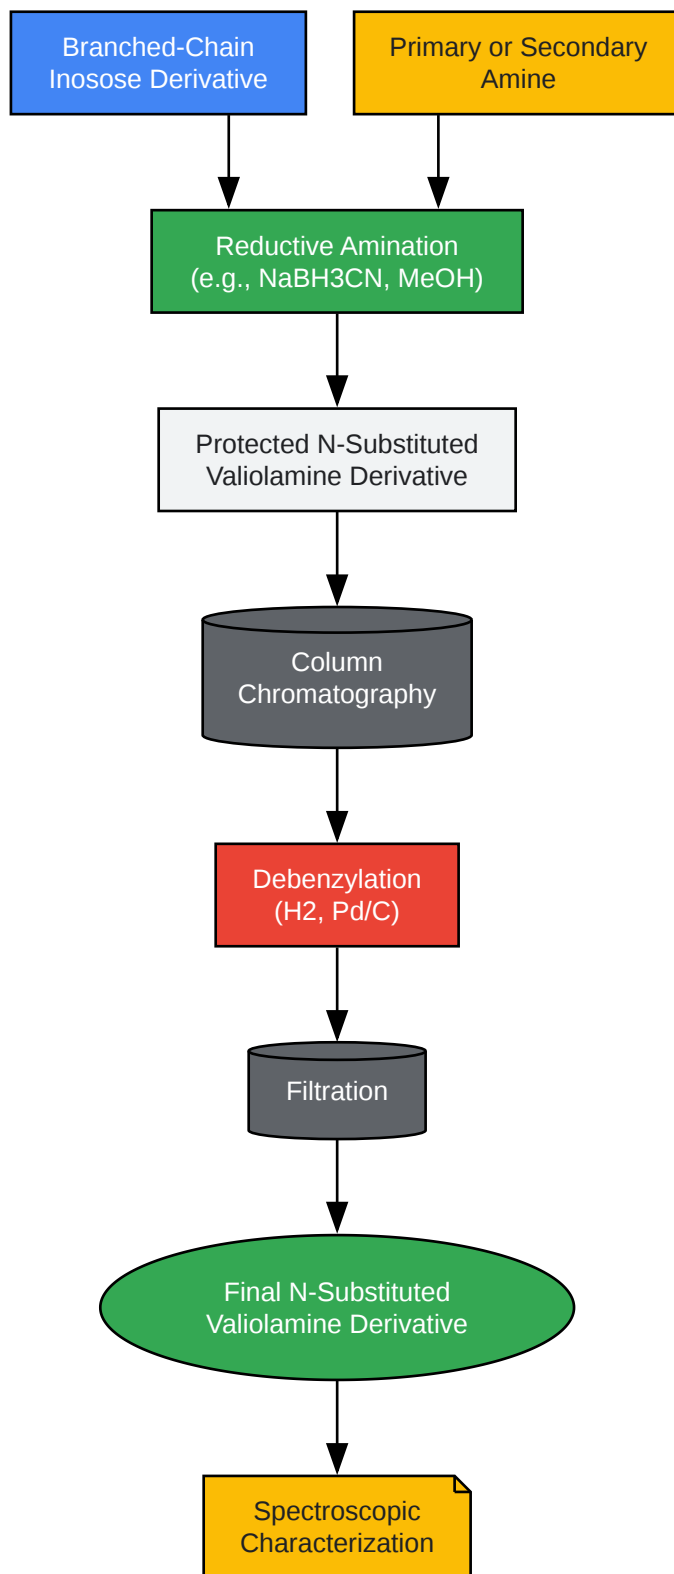 Branched-Chain
Inosose Derivative
Primary or Secondary
Amine
Reductive Amination
(e.g., NaBH3CN, MeOH)
Protected N-Substituted
Valiolamine Derivative
Column
Chromatography
Debenzylation
(H2, Pd/C)
Filtration
Final N-Substituted
Valiolamine Derivative
Spectroscopic
Characterization